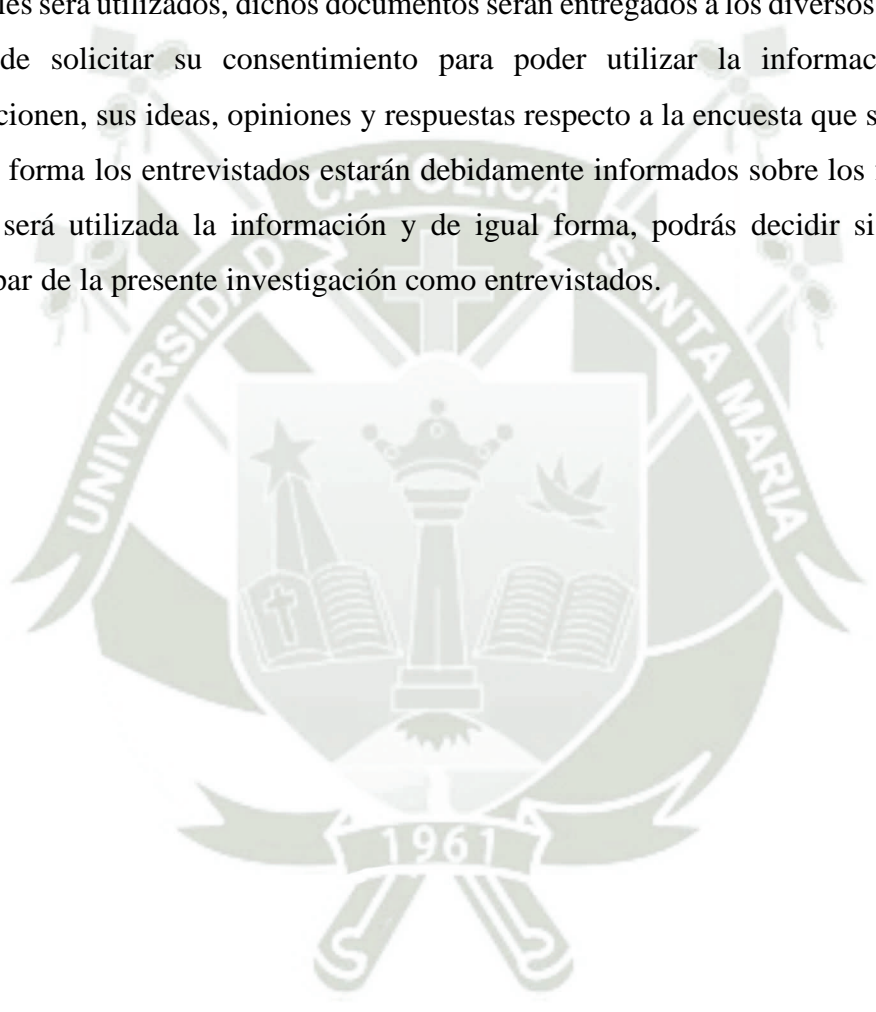 les será utilizados, dichos documentos serán entregados a los diversos
de solicitar su consentimiento para poder utilizar la informac
cionen, sus ideas, opiniones y respuestas respecto a la encuesta que s
forma los entrevistados estarán debidamente informados sobre los
será utilizada la información y de igual forma, podrás decidir si
par de la presente investigación como entrevistados.
UNIVERSIDAD CATOLICA SANTA MARIA
1961